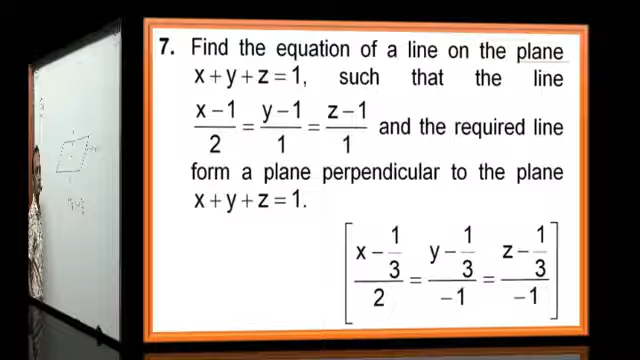 7. Find the equation of a line on the plane
x + y + z = 1, such that the line
x − 1 / 2 = y − 1 / 1 = z − 1 / 1 and the required line
form a plane perpendicular to the plane
x + y + z = 1.
[ x − 1/3 / 2 = y − 1/3 / −1 = z − 1/3 / −1 ]